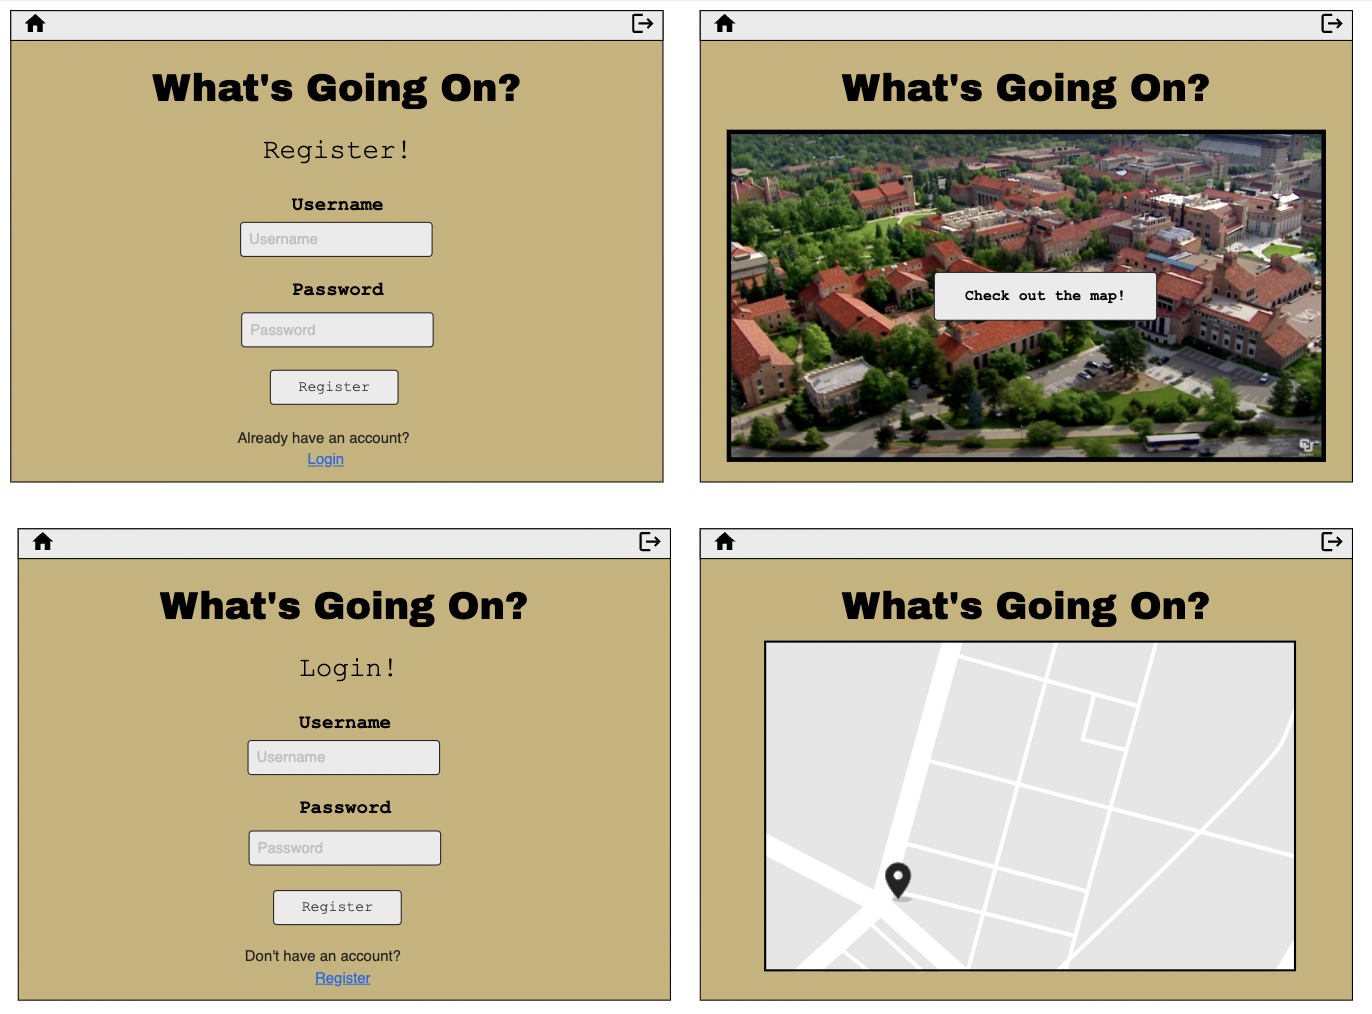 What's Going On?
Register!
Username
Username
Password
Password
Register
Already have an account?
Login
What's Going On?
Check out the map!
What's Going On?
Login!
Username
Username
Password
Password
Register
Don't have an account?
Register
What's Going On?